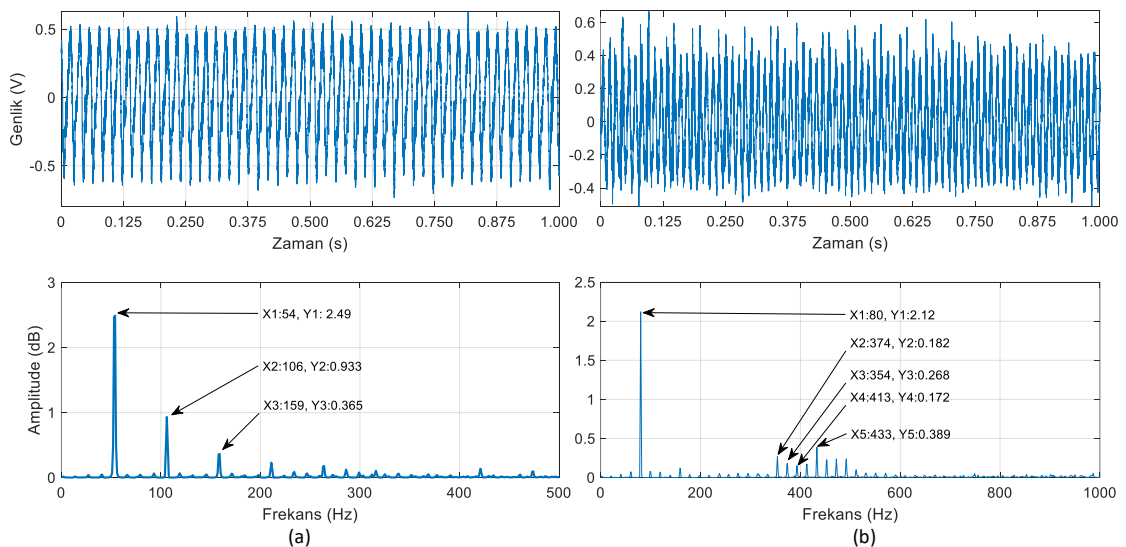 0.5
0
-0.5
Genlik (V)
0 0.125 0.250 0.375 0.500 0.625 0.750 0.875 1.000
Zaman (s)
0.6
0.4
0.2
0
-0.2
-0.4
0 0.125 0.250 0.375 0.500 0.625 0.750 0.875 1.000
Zaman (s)
3
2
1
0
Amplitude (dB)
X1:54, Y1: 2.49
X2:106, Y2:0.933
X3:159, Y3:0.365
0 100 200 300 400 500
Frekans (Hz)
(a)
2.5
2
1.5
1
0.5
0
X1:80, Y1:2.12
X2:374, Y2:0.182
X3:354, Y3:0.268
X4:413, Y4:0.172
X5:433, Y5:0.389
0 200 400 600 800 1000
Frekans (Hz)
(b)